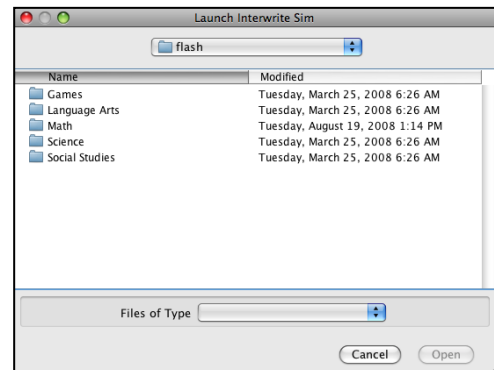 Launch Interwrite Sim
flash
Name Modified
Games Tuesday, March 25, 2008 6:26 AM
Language Arts Tuesday, March 25, 2008 6:26 AM
Math Tuesday, August 19, 2008 1:14 PM
Science Tuesday, March 25, 2008 6:26 AM
Social Studies Tuesday, March 25, 2008 6:26 AM
Files of Type
Cancel Open